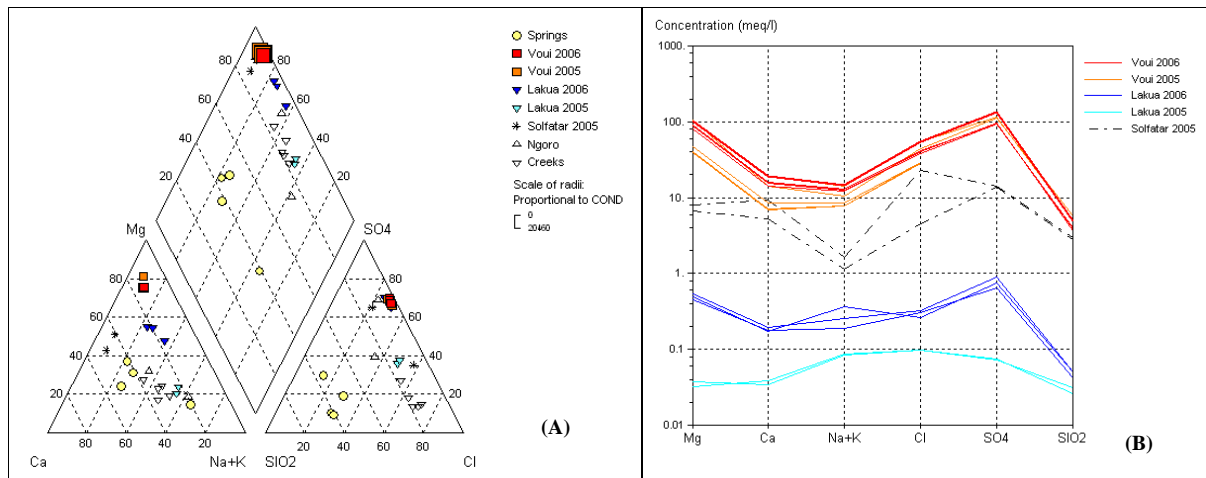 Springs
Voui 2006
Voui 2005
Lakua 2006
Lakua 2005
Solfatar 2005
Ngoro
Creeks
Scale of radii:
Proportional to COND
0
20460
80 80
60 60
40 40
20 20
Mg
SO4
80
60
40
20
80
60
40
20
80 60 40 20
20 40 60 80
Ca
Na+K
SIO2
Cl
(A)
Concentration (meq/l)
1000.
100.
10.
1.
0.1
0.01
Mg Ca Na+K Cl SO4 SIO2
Voui 2006
Voui 2005
Lakua 2006
Lakua 2005
Solfatar 2005
(B)